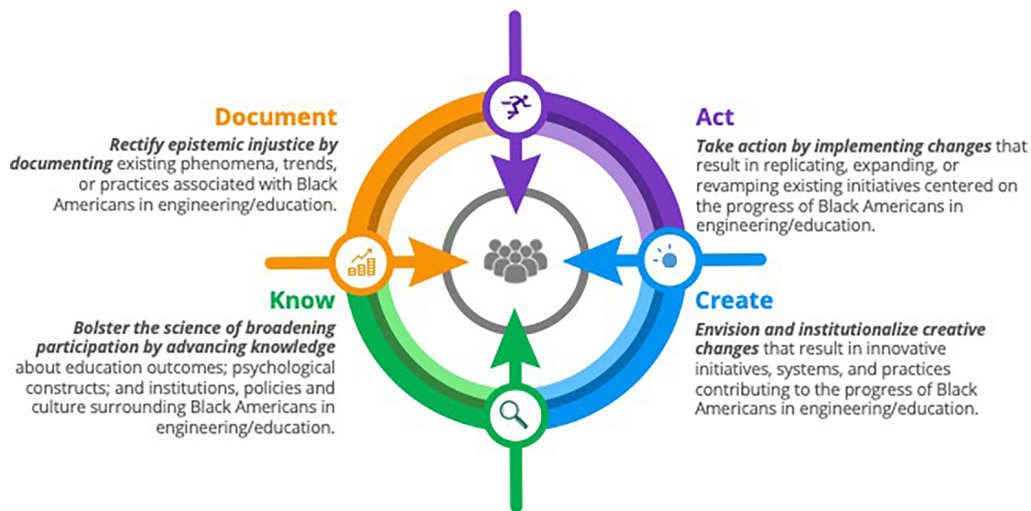 Document
Rectify epistemic injustice by
documenting existing phenomena, trends,
or practices associated with Black
Americans in engineering/education.
Act
Take action by implementing changes that
result in replicating, expanding, or
revamping existing initiatives centered on
the progress of Black Americans in
engineering/education.
Know
Bolster the science of broadening
participation by advancing knowledge
about education outcomes; psychological
constructs; and institutions, policies and
culture surrounding Black Americans in
engineering/education.
Create
Envision and institutionalize creative
changes that result in innovative
initiatives, systems, and practices
contributing to the progress of Black
Americans in engineering/education.